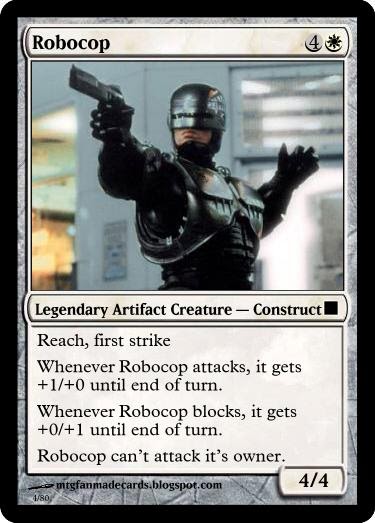 Robocop 4
Legendary Artifact Creature — Construct
Reach, first strike
Whenever Robocop attacks, it gets
+1/+0 until end of turn.
Whenever Robocop blocks, it gets
+0/+1 until end of turn.
Robocop can't attack it's owner.
4/4
mtgfanmadecards.blogspot.com
4/80